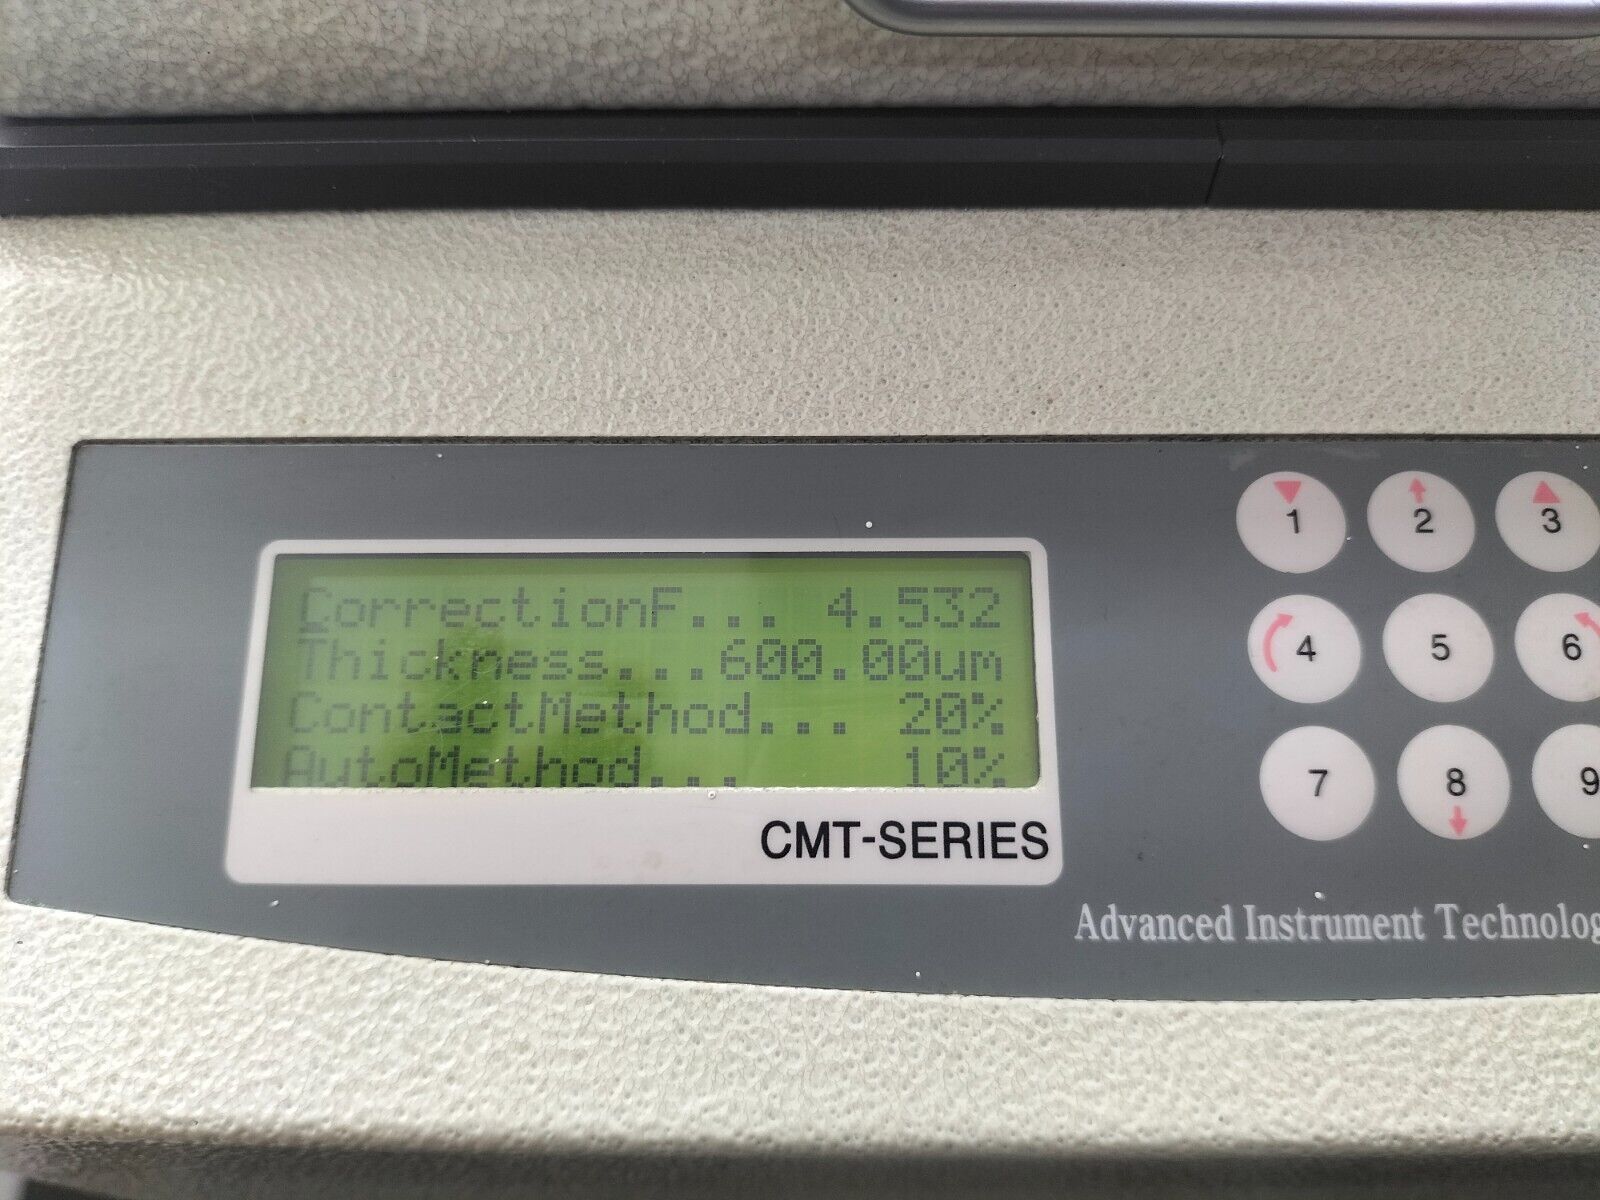 CorrectionF... 4.532
Thickness...600.00um
ContactMethod... 20%
AutoMethod... 10%
CMT-SERIES
1 2 3
4 5 6
7 8 9
Advanced Instrument